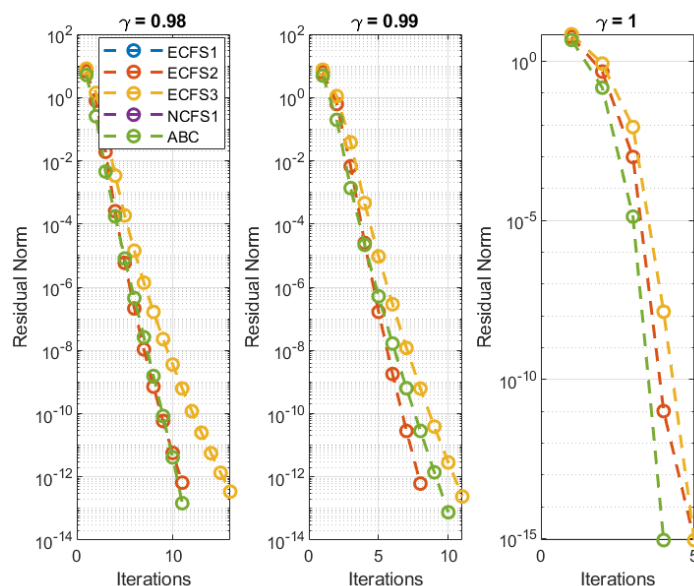 γ = 0.98
γ = 0.99
γ = 1
ECFS1
ECFS2
ECFS3
NCFS1
ABC
Residual Norm
10^2
10^0
10^-2
10^-4
10^-6
10^-8
10^-10
10^-12
10^-14
0
10
Iterations
Residual Norm
10^2
10^0
10^-2
10^-4
10^-6
10^-8
10^-10
10^-12
10^-14
0
5
10
Iterations
Residual Norm
10^0
10^-5
10^-10
10^-15
0
5
Iterations